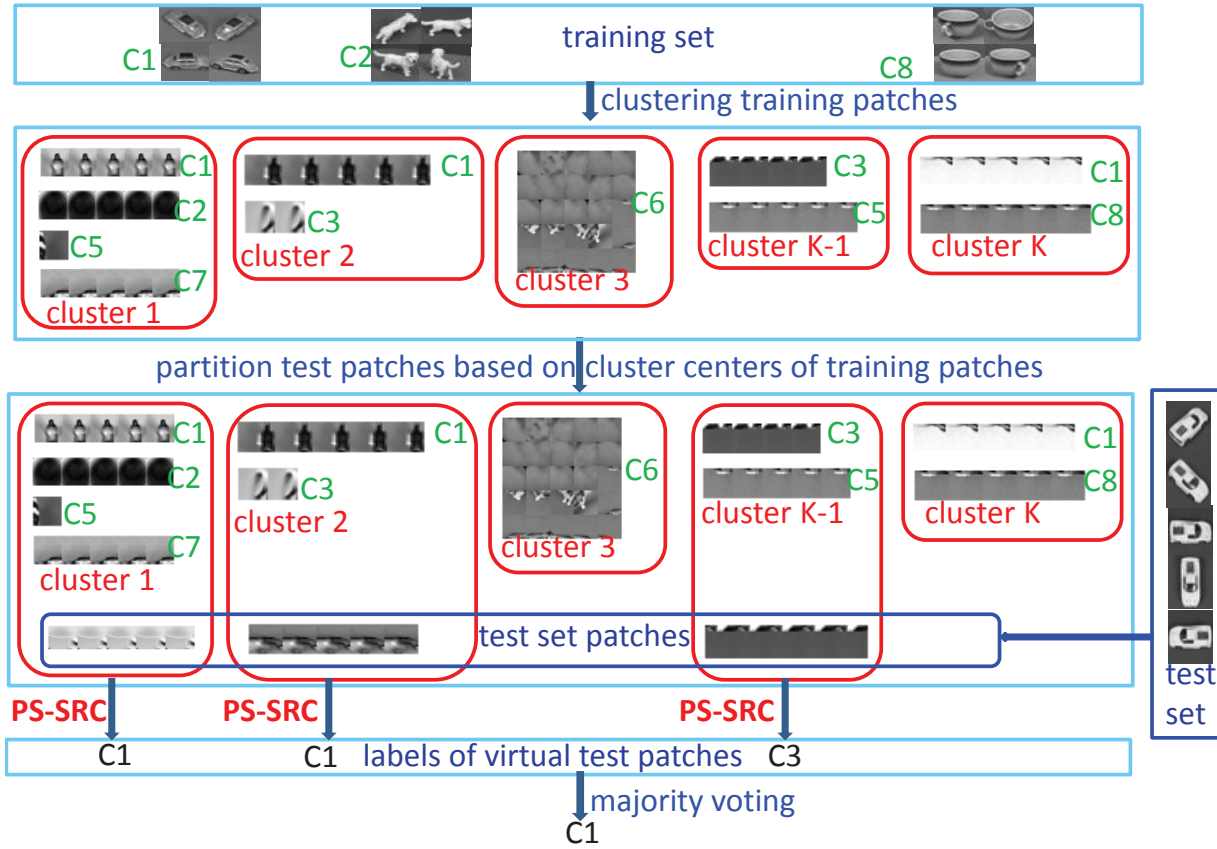 training set
C1
C2
C8
clustering training patches
C1
C2
C5
C7
cluster 1
C1
C3
cluster 2
C6
cluster 3
C3
C5
cluster K-1
C1
C8
cluster K
partition test patches based on cluster centers of training patches
C1
C2
C5
C7
cluster 1
C1
C3
cluster 2
C6
cluster 3
C3
C5
cluster K-1
C1
C8
cluster K
test set patches
test
set
PS-SRC
PS-SRC
PS-SRC
C1
C1
labels of virtual test patches
C3
majority voting
C1